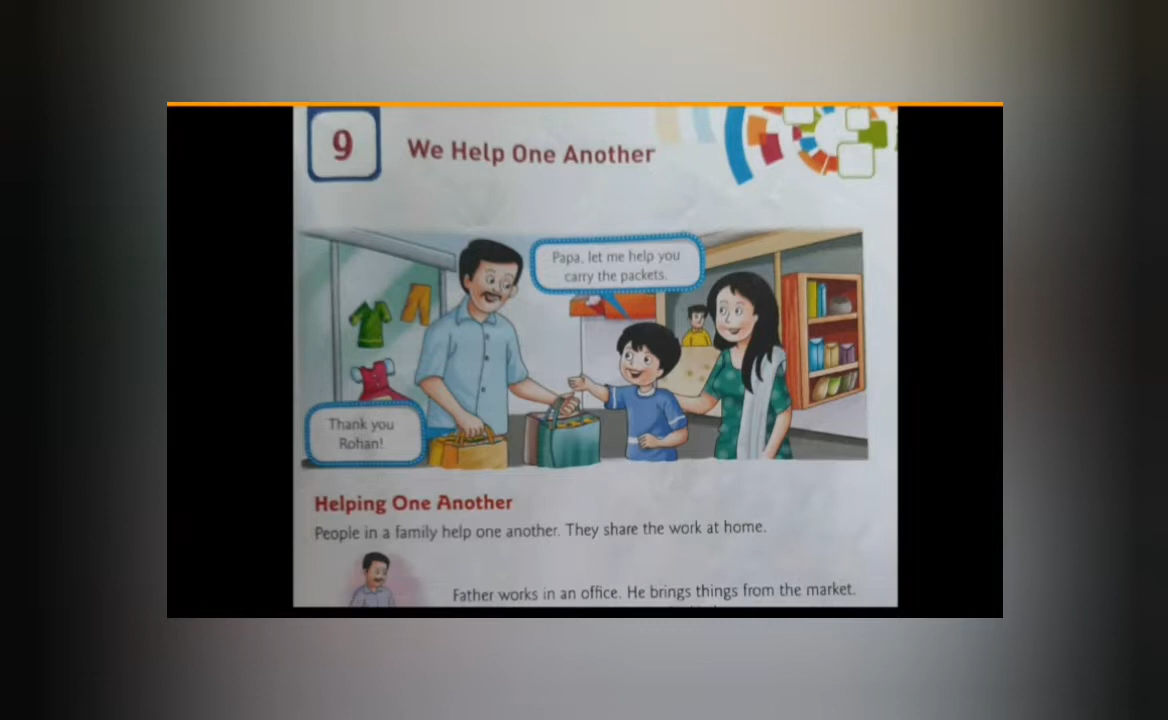 9
We Help One Another
Papa, let me help you
carry the packets.
Thank you
Rohan!
Helping One Another
People in a family help one another. They share the work at home.
Father works in an office. He brings things from the market.